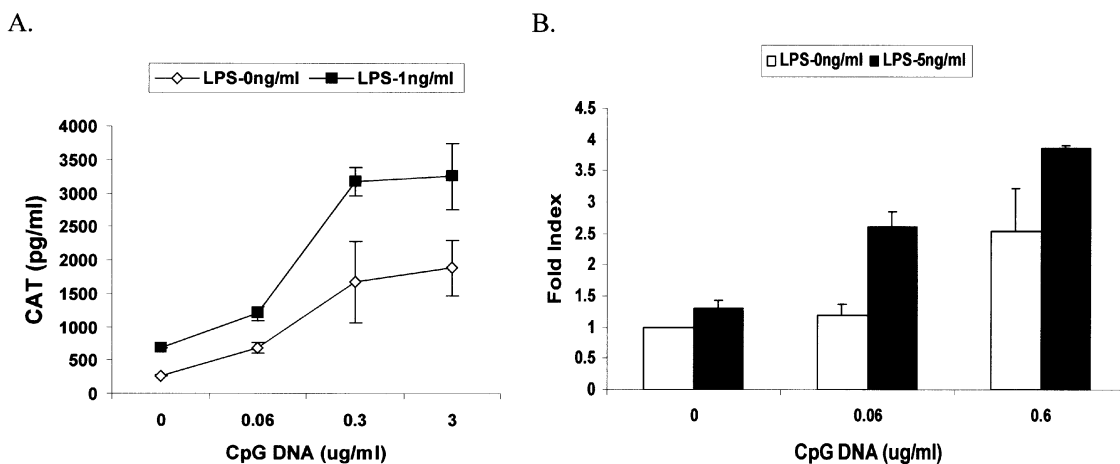 A.
LPS-0ng/ml LPS-1ng/ml
4000
3500
3000
2500
2000
1500
1000
500
0
CAT (pg/ml)
0 0.06 0.3 3
CpG DNA (ug/ml)
B.
LPS-0ng/ml LPS-5ng/ml
4.5
4
3.5
3
2.5
2
1.5
1
0.5
0
Fold Index
0 0.06 0.6
CpG DNA (ug/ml)